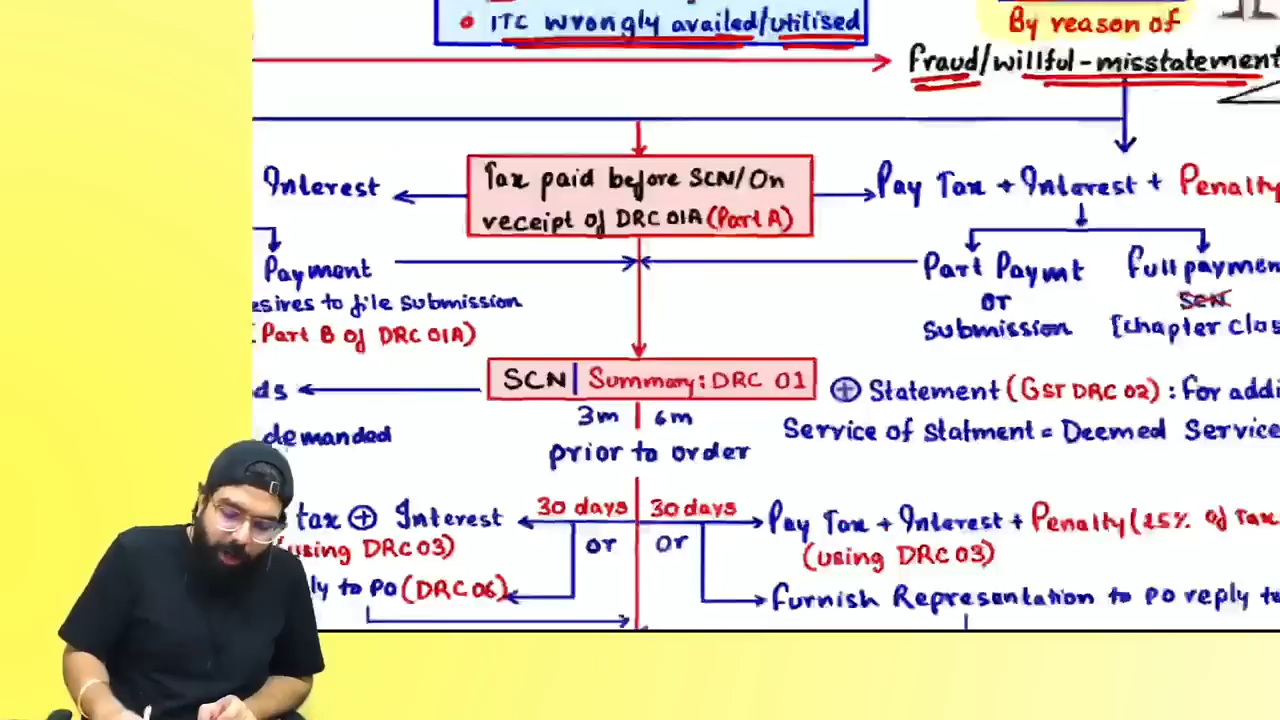 • ITC wrongly availed/utilised
By reason of
fraud/willful-misstatement
Interest
Tax paid before SCN/On
receipt of DRC 01A (Part A)
Pay Tax + Interest + Penalty
Payment
esires to file submission
(Part B of DRC 01A)
Part Paymt
or
Submission
full paymen
SCN
[chapter clos
ds
SCN | Summary: DRC 01
⊕ Statement (GST DRC 02) : For addi
3m | 6m
prior to order
Service of Statment = Deemed Service
demanded
tax ⊕ Interest
(using DRC 03)
30 days
30 days
or
or
Pay Tax + Interest + Penalty (25% of Tax
(using DRC 03)
ly to PO (DRC 06)
Furnish Representation to PO reply to